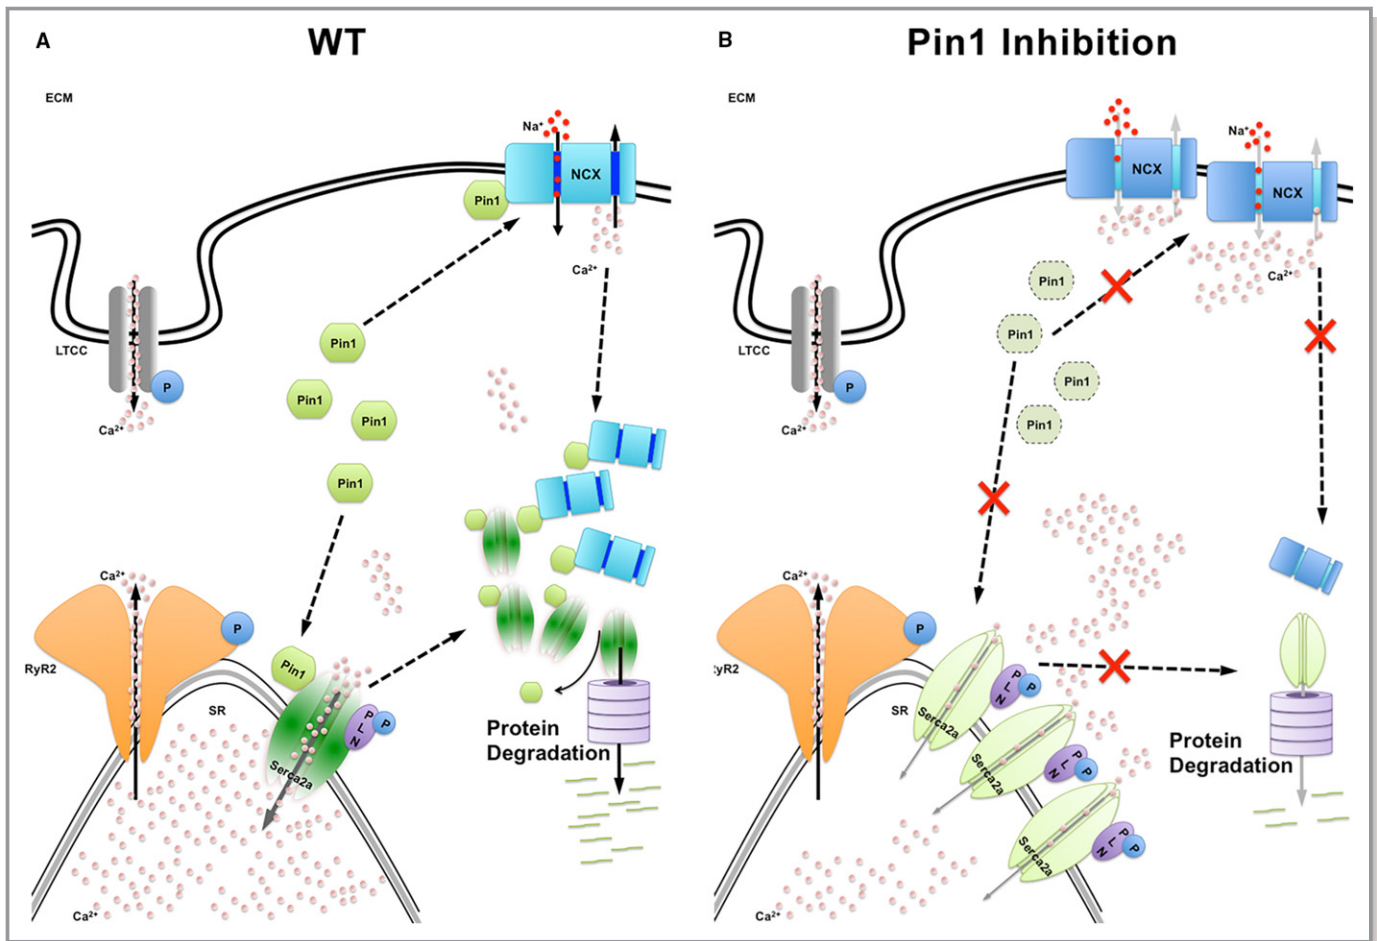 A
WT
ECM
Na⁺
NCX
Pin1
Ca²⁺
Pin1
LTCC
P
Pin1
Pin1
Ca²⁺
Pin1
Ca²⁺
P
RyR2
Pin1
SR
PLN
P
Serca2a
Protein
Degradation
Ca²⁺
B
Pin1 Inhibition
ECM
Na⁺
NCX
NCX
Ca²⁺
Pin1
Pin1
LTCC
P
Pin1
Pin1
Ca²⁺
Ca²⁺
P
yR2
SR
Serca2a
PLN
P
Serca2a
PLN
P
Serca2a
PLN
P
Protein
Degradation
Ca²⁺